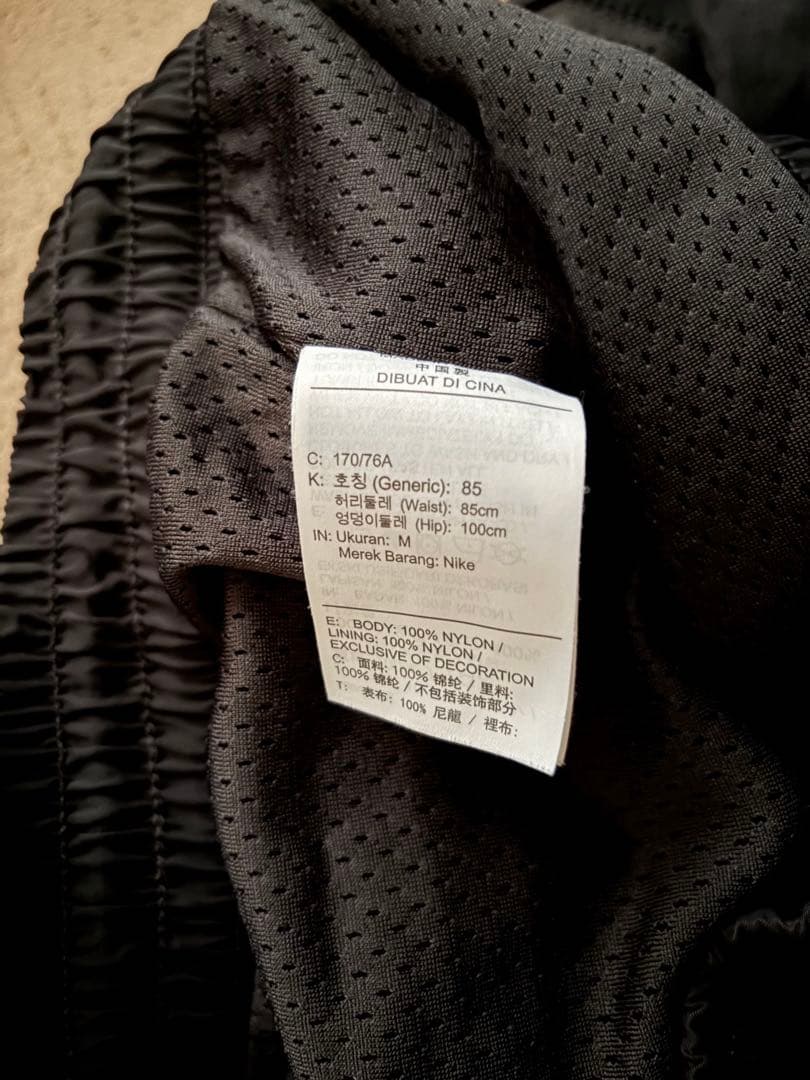 中国製
DIBUAT DI CINA
C: 170/76A
K: 호칭 (Generic): 85
허리둘레 (Waist): 85cm
엉덩이둘레 (Hip): 100cm
IN: Ukuran: M
Merek Barang: Nike
E: BODY: 100% NYLON /
LINING: 100% NYLON /
EXCLUSIVE OF DECORATION
C: 面料: 100% 锦纶 / 里料:
100% 锦纶 / 不包括装饰部分
T: 表布: 100% 尼龍 / 裡布: